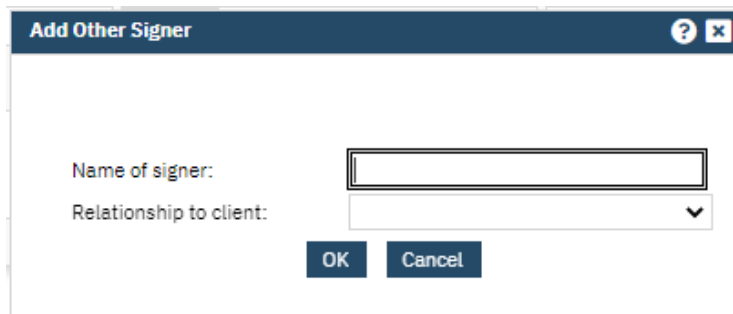 Add Other Signer
Name of signer:
Relationship to client:
OK Cancel